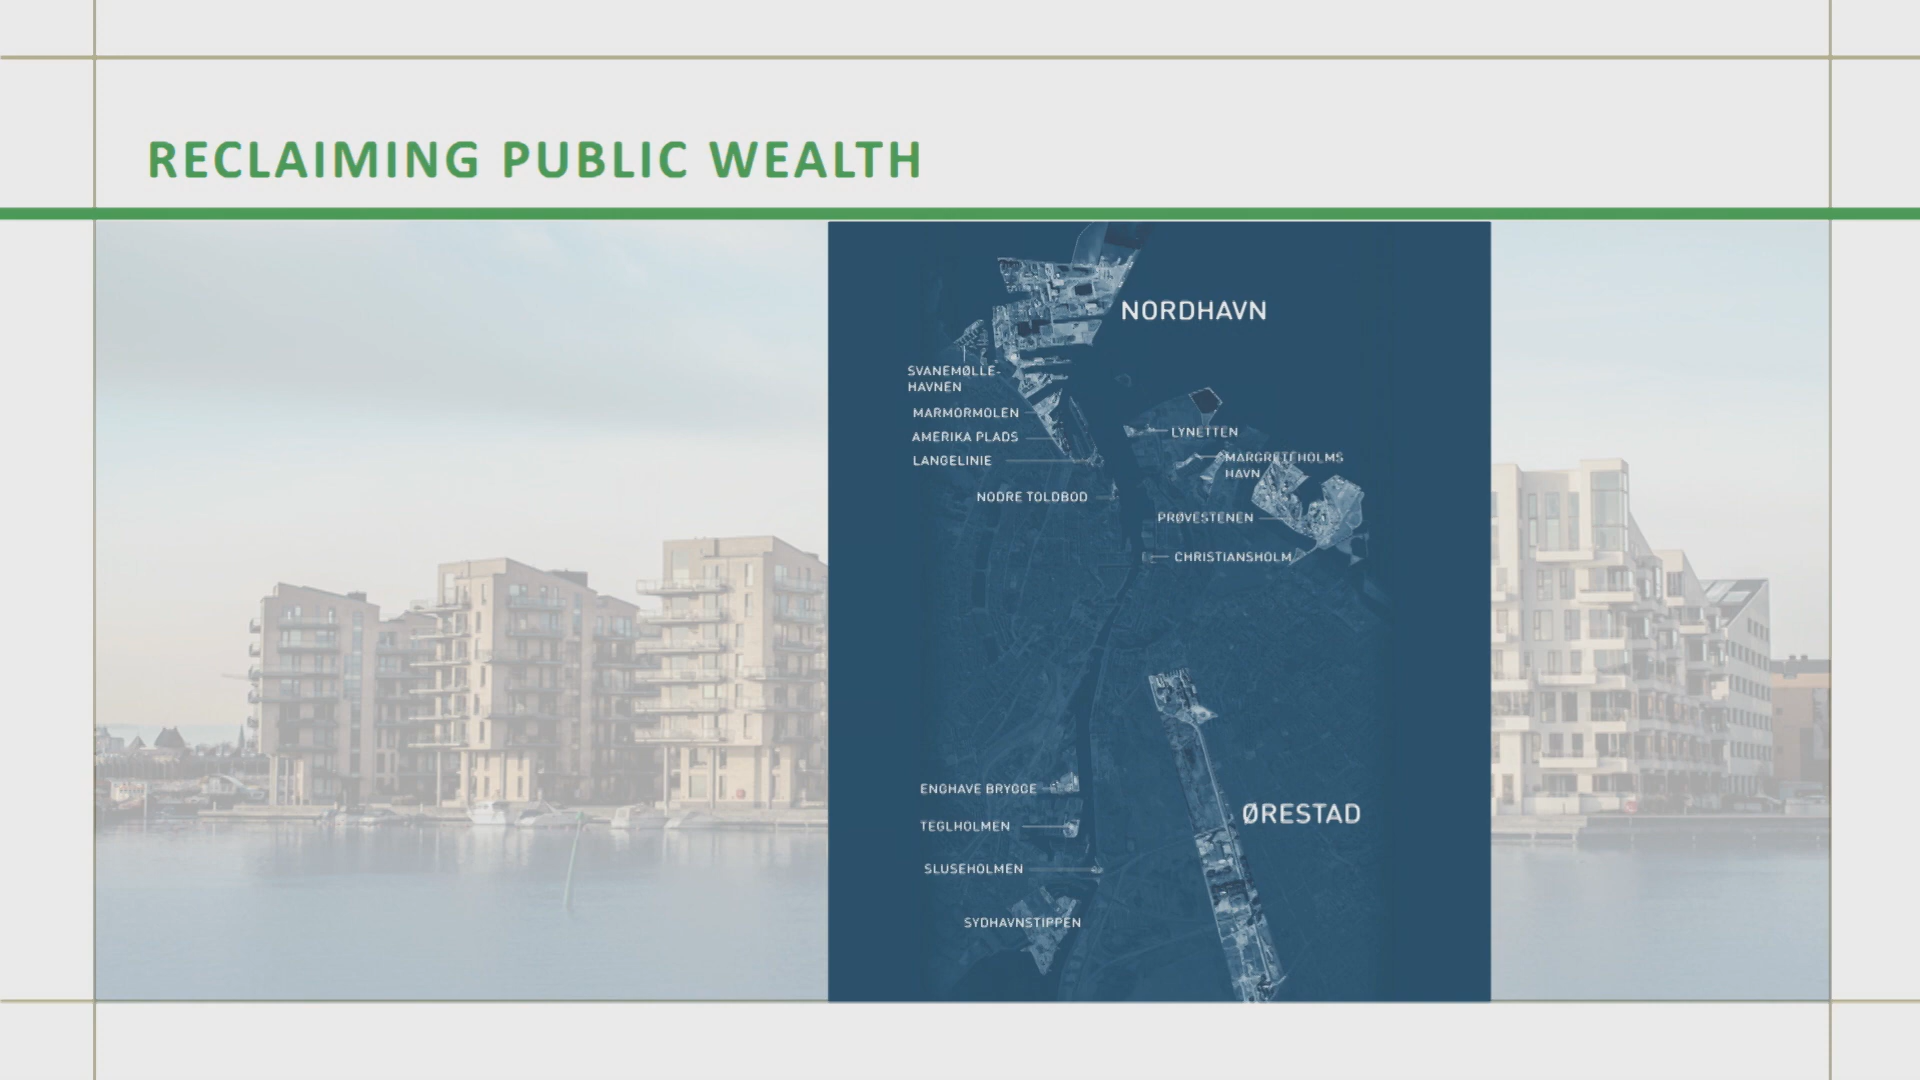 RECLAIMING PUBLIC WEALTH
NORDHAVN
SVANEMØLLE-
HAVNEN
MARMORMOLEN
AMERIKA PLADS
LANGELINIE
NODRE TOLDBOD
LYNETTEN
MARGRETEHOLMS
HAVN
PRØVESTENEN
CHRISTIANSHOLM
ENGHAVE BRYGGE
TEGLHOLMEN
SLUSEHOLMEN
SYDHAVNSTIPPEN
ØRESTAD